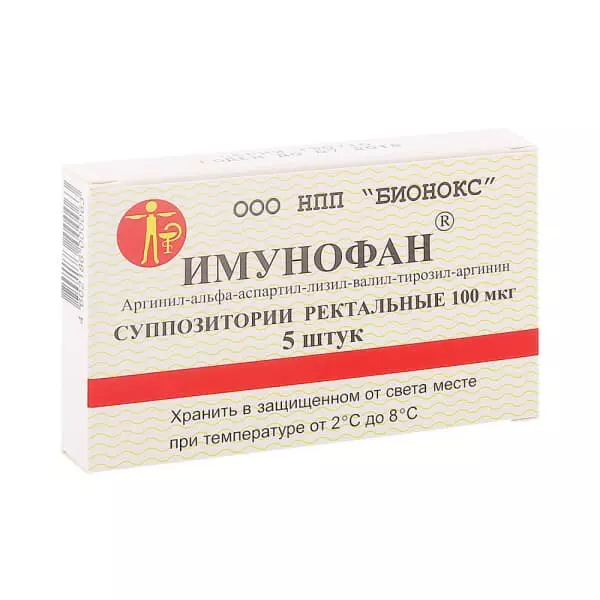 ООО НПП "БИОНОКС"
ИМУНОФАН®
Аргинил-альфа-аспартил-лизил-валил-тирозил-аргинин
СУППОЗИТОРИИ РЕКТАЛЬНЫЕ 100 мкг
5 штук
Хранить в защищенном от света месте
при температуре от 2°С до 8°С